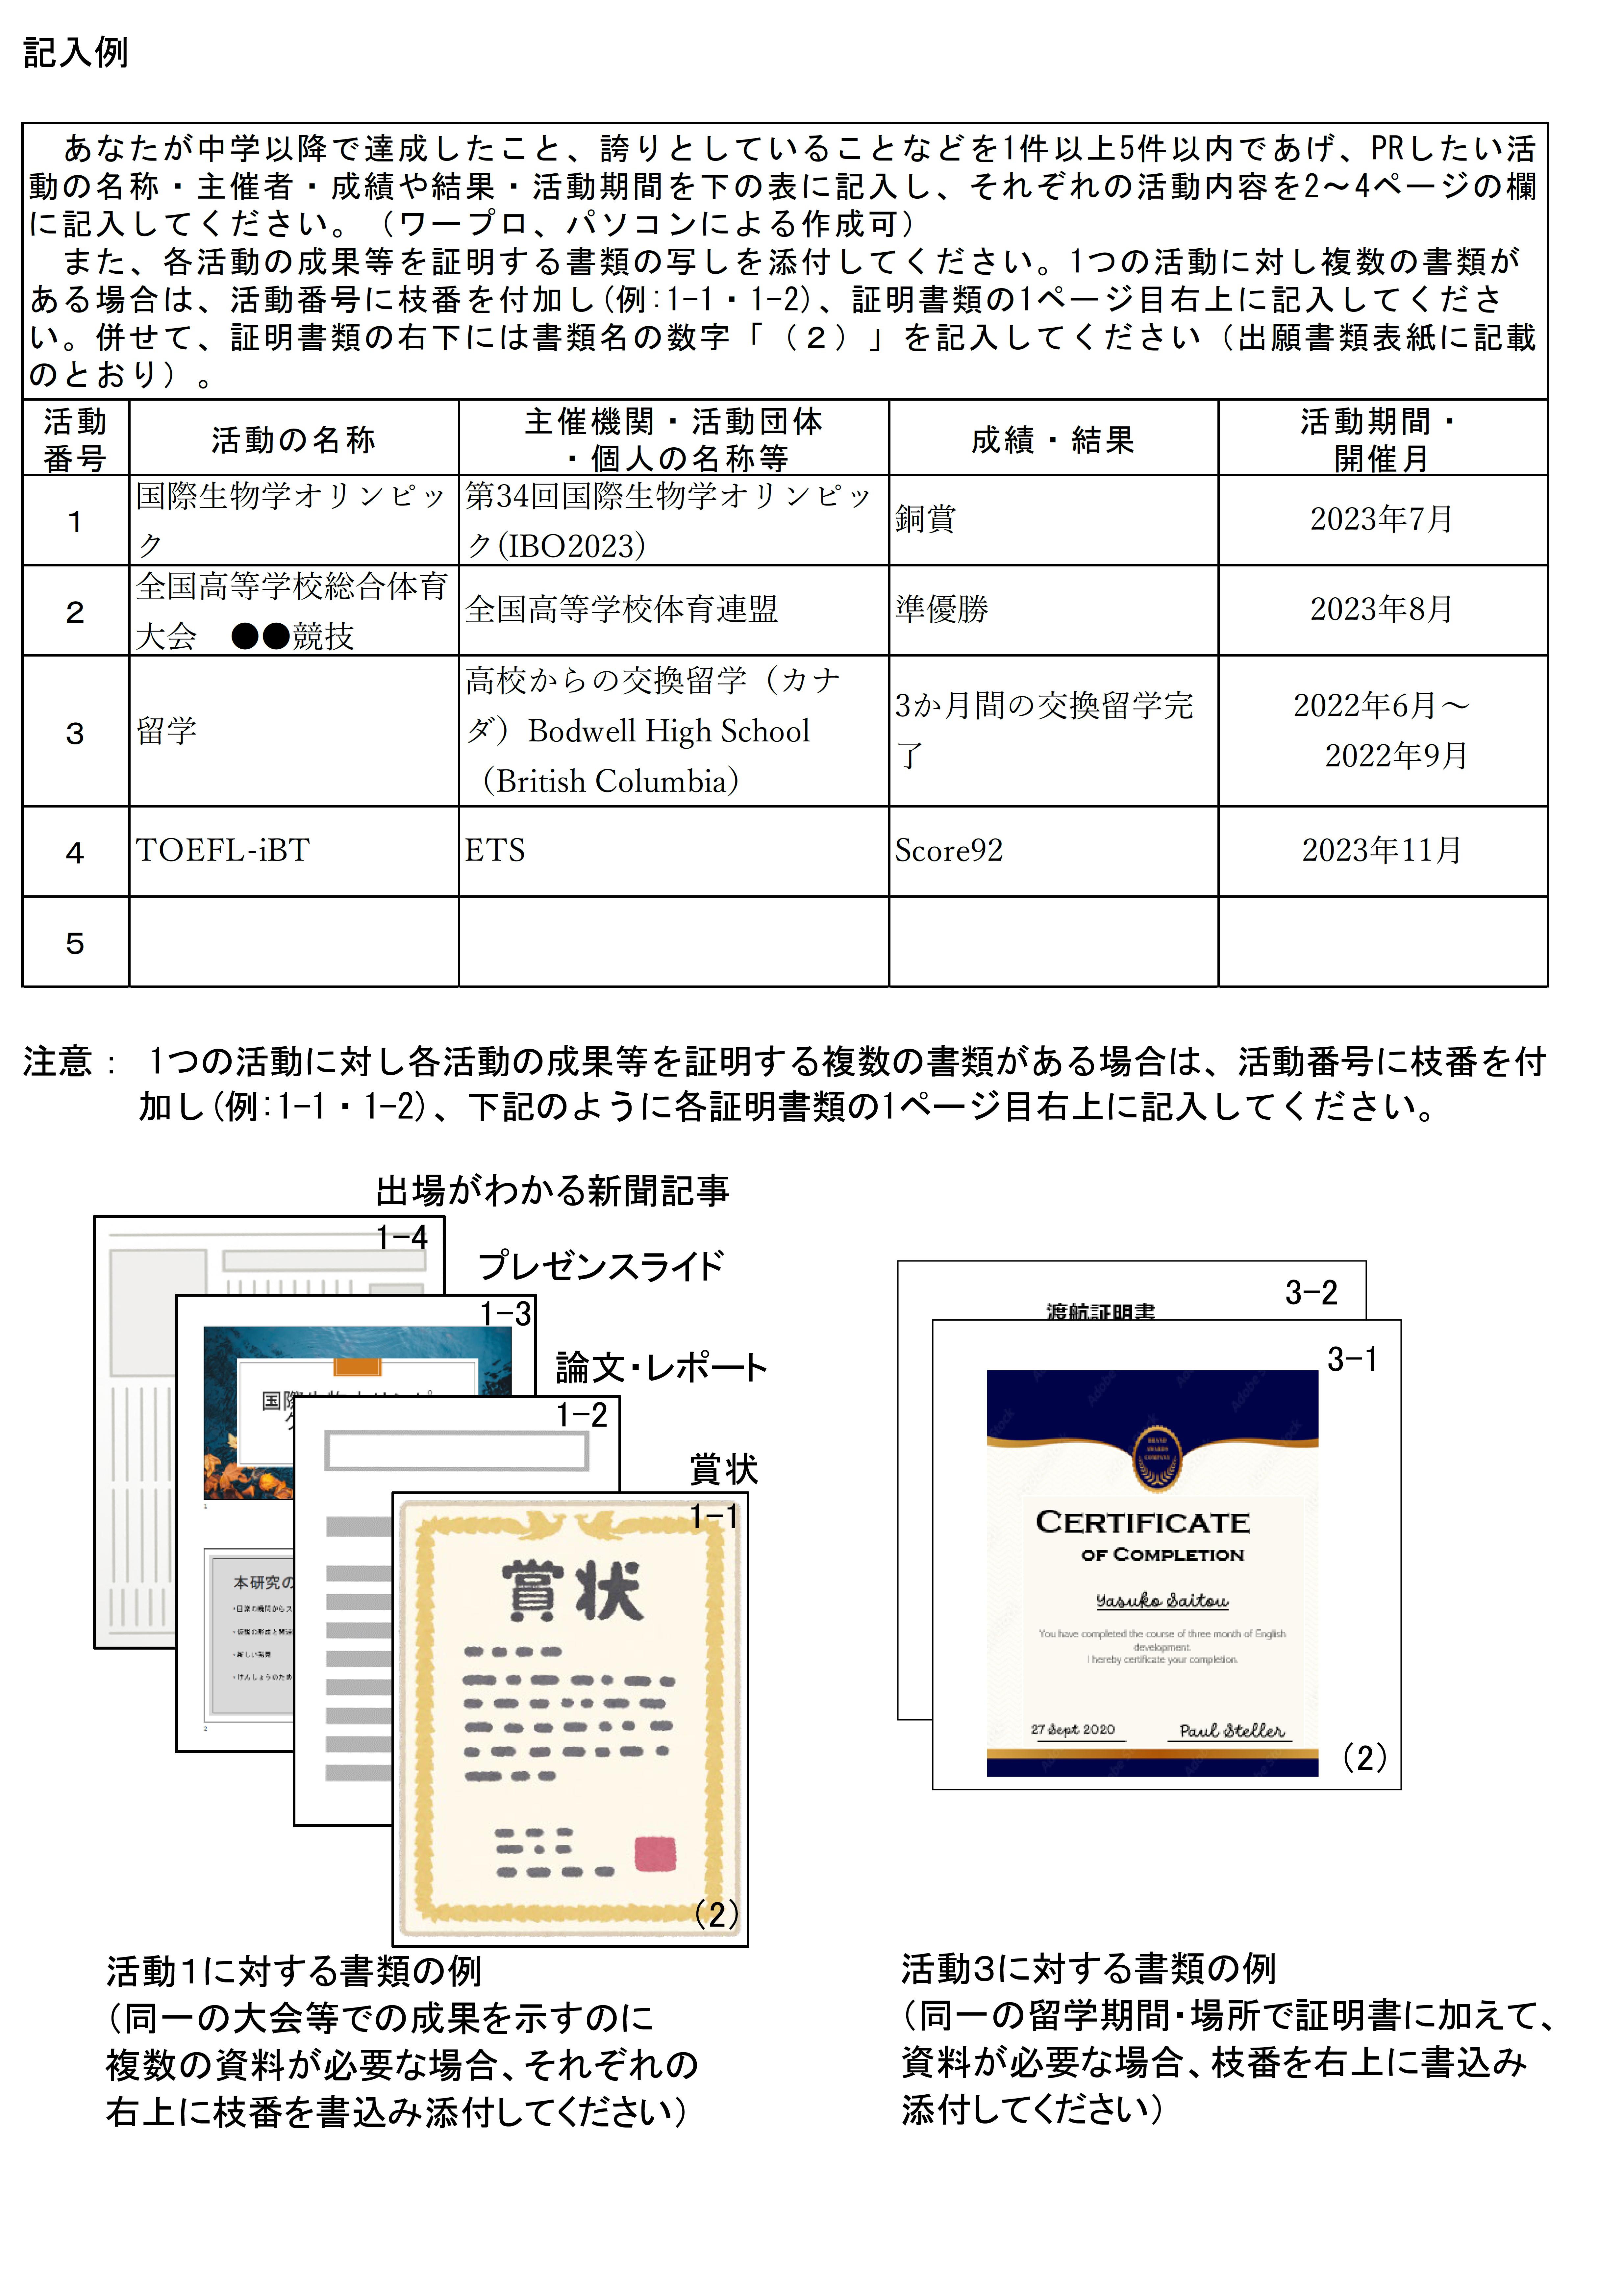 記入例
　あなたが中学以降で達成したこと、誇りとしていることなどを1件以上5件以内であげ、PRしたい活
動の名称・主催者・成績や結果・活動期間を下の表に記入し、それぞれの活動内容を2～4ページの欄
に記入してください。（ワープロ、パソコンによる作成可）
　また、各活動の成果等を証明する書類の写しを添付してください。1つの活動に対し複数の書類が
ある場合は、活動番号に枝番を付加し(例:1-1・1-2)、証明書類の1ページ目右上に記入してくださ
い。併せて、証明書類の右下には書類名の数字「（２）」を記入してください（出願書類表紙に記載
のとおり）。
活動
番号
活動の名称
主催機関・活動団体
・個人の名称等
成績・結果
活動期間・
開催月
1
国際生物学オリンピッ
ク
第34回国際生物学オリンピッ
ク(IBO2023)
銅賞
2023年7月
2
全国高等学校総合体育
大会　●●競技
全国高等学校体育連盟
準優勝
2023年8月
3
留学
高校からの交換留学（カナ
ダ）Bodwell High School
（British Columbia）
3か月間の交換留学完
了
2022年6月～
2022年9月
4
TOEFL-iBT
ETS
Score92
2023年11月
5
注意：　1つの活動に対し各活動の成果等を証明する複数の書類がある場合は、活動番号に枝番を付
加し(例:1-1・1-2)、下記のように各証明書類の1ページ目右上に記入してください。
出場がわかる新聞記事
1-4
プレゼンスライド
1-3
国際
論文・レポート
1-2
賞状
1-1
賞状
本研究の
・新しい知見
1
2
(2)
3-2
渡航証明書
3-1
BRAND
AWARDS
COMPANY
CERTIFICATE
OF COMPLETION
Yasuko Saitou
You have completed the course of three month of English
development.
I hereby certificate your completion.
27 Sept 2020
Paul Steller
(2)
活動1に対する書類の例
（同一の大会等での成果を示すのに
複数の資料が必要な場合、それぞれの
右上に枝番を書込み添付してください）
活動3に対する書類の例
（同一の留学期間・場所で証明書に加えて、
資料が必要な場合、枝番を右上に書込み
添付してください）